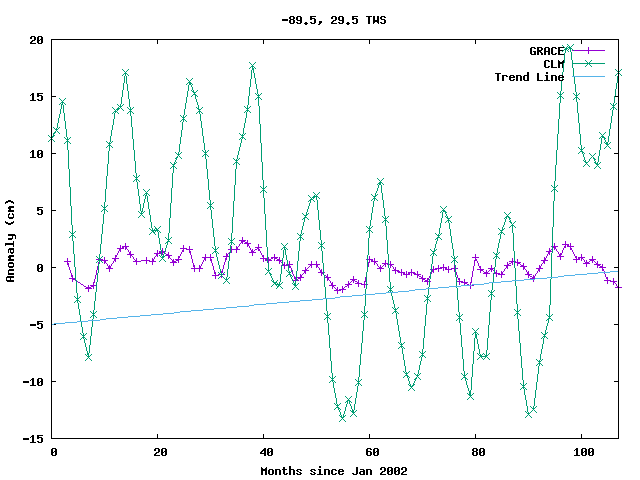 -89.5, 29.5 TWS
GRACE
CLM
Trend Line
20
15
10
5
0
-5
-10
-15
Anomaly (cm)
0 20 40 60 80 100
Months since Jan 2002